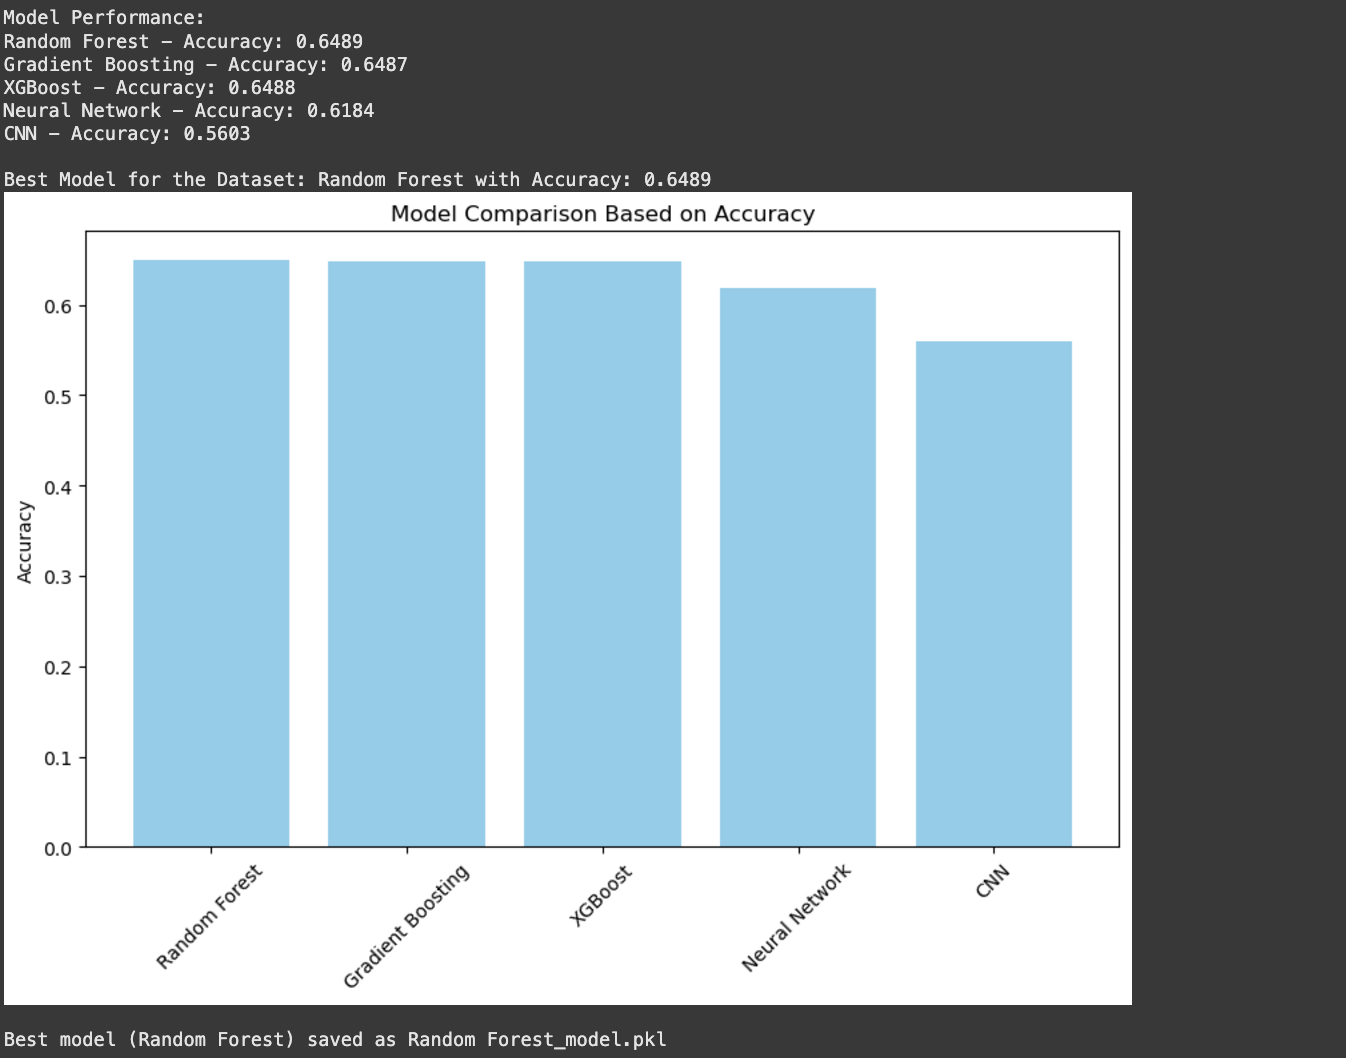 Model Performance:
Random Forest – Accuracy: 0.6489
Gradient Boosting – Accuracy: 0.6487
XGBoost – Accuracy: 0.6488
Neural Network – Accuracy: 0.6184
CNN – Accuracy: 0.5603
Best Model for the Dataset: Random Forest with Accuracy: 0.6489
Model Comparison Based on Accuracy
Accuracy
0.6
0.5
0.4
0.3
0.2
0.1
0.0
Random Forest
Gradient Boosting
XGBoost
Neural Network
CNN
Best model (Random Forest) saved as Random Forest_model.pkl